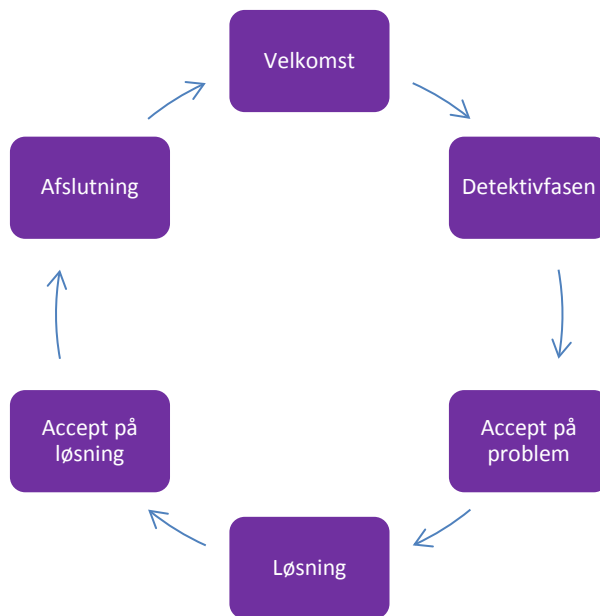 Velkomst
Detektivfasen
Accept på
problem
Løsning
Accept på
løsning
Afslutning